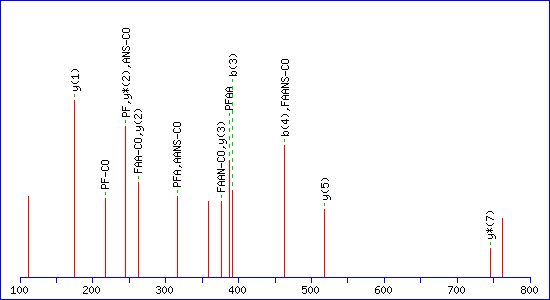 y(1)
PF-CO
PF,y*(2),ANS-CO
FAA-CO,y(2)
PFA,AANS-CO
FAAN-CO,y(3)
PFAA
b(3)
b(4),FAANS-CO
y(5)
y*(7)
100 200 300 400 500 600 700 800